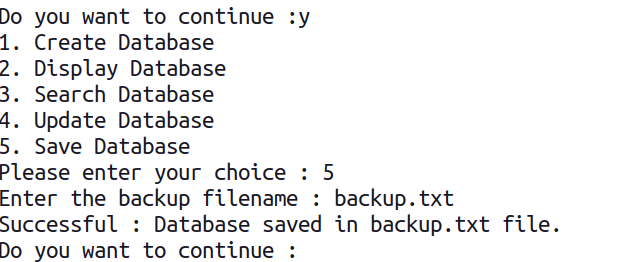 Do you want to continue :y
1. Create Database
2. Display Database
3. Search Database
4. Update Database
5. Save Database
Please enter your choice : 5
Enter the backup filename : backup.txt
Successful : Database saved in backup.txt file.
Do you want to continue :